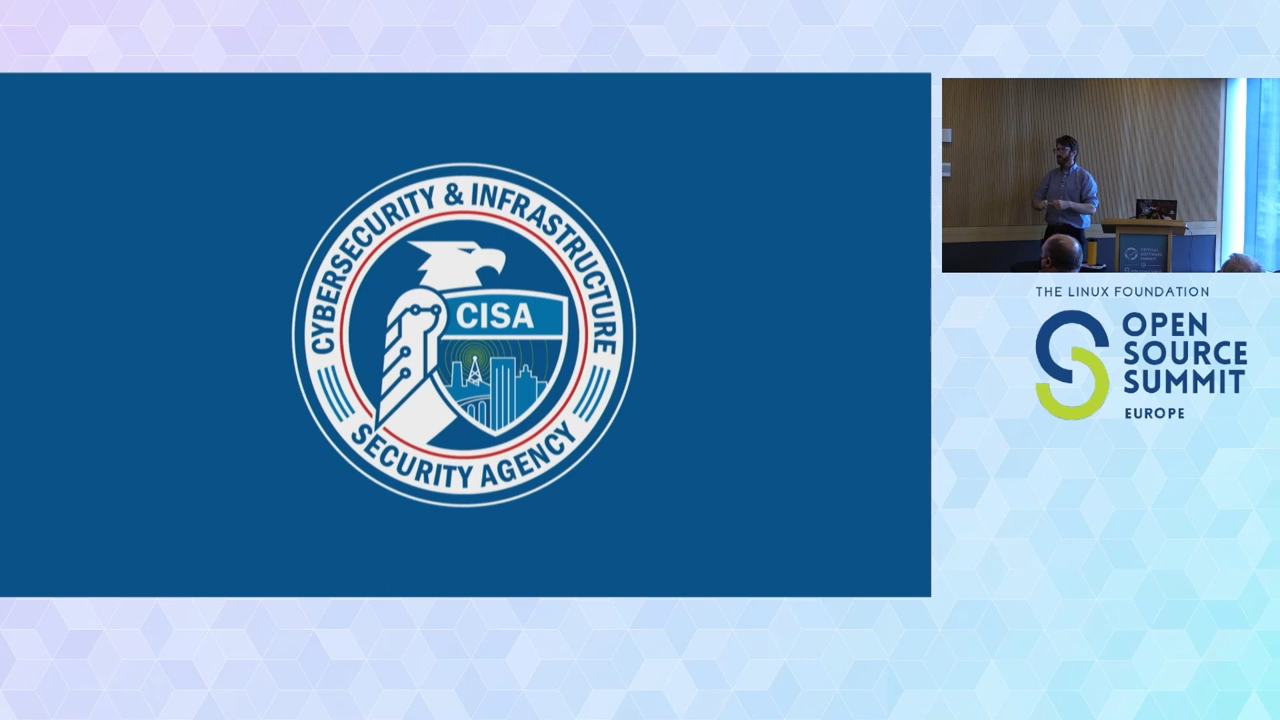 CYBERSECURITY & INFRASTRUCTURE
SECURITY AGENCY
CISA
THE LINUX FOUNDATION
OPEN
SOURCE
SUMMIT
EUROPE